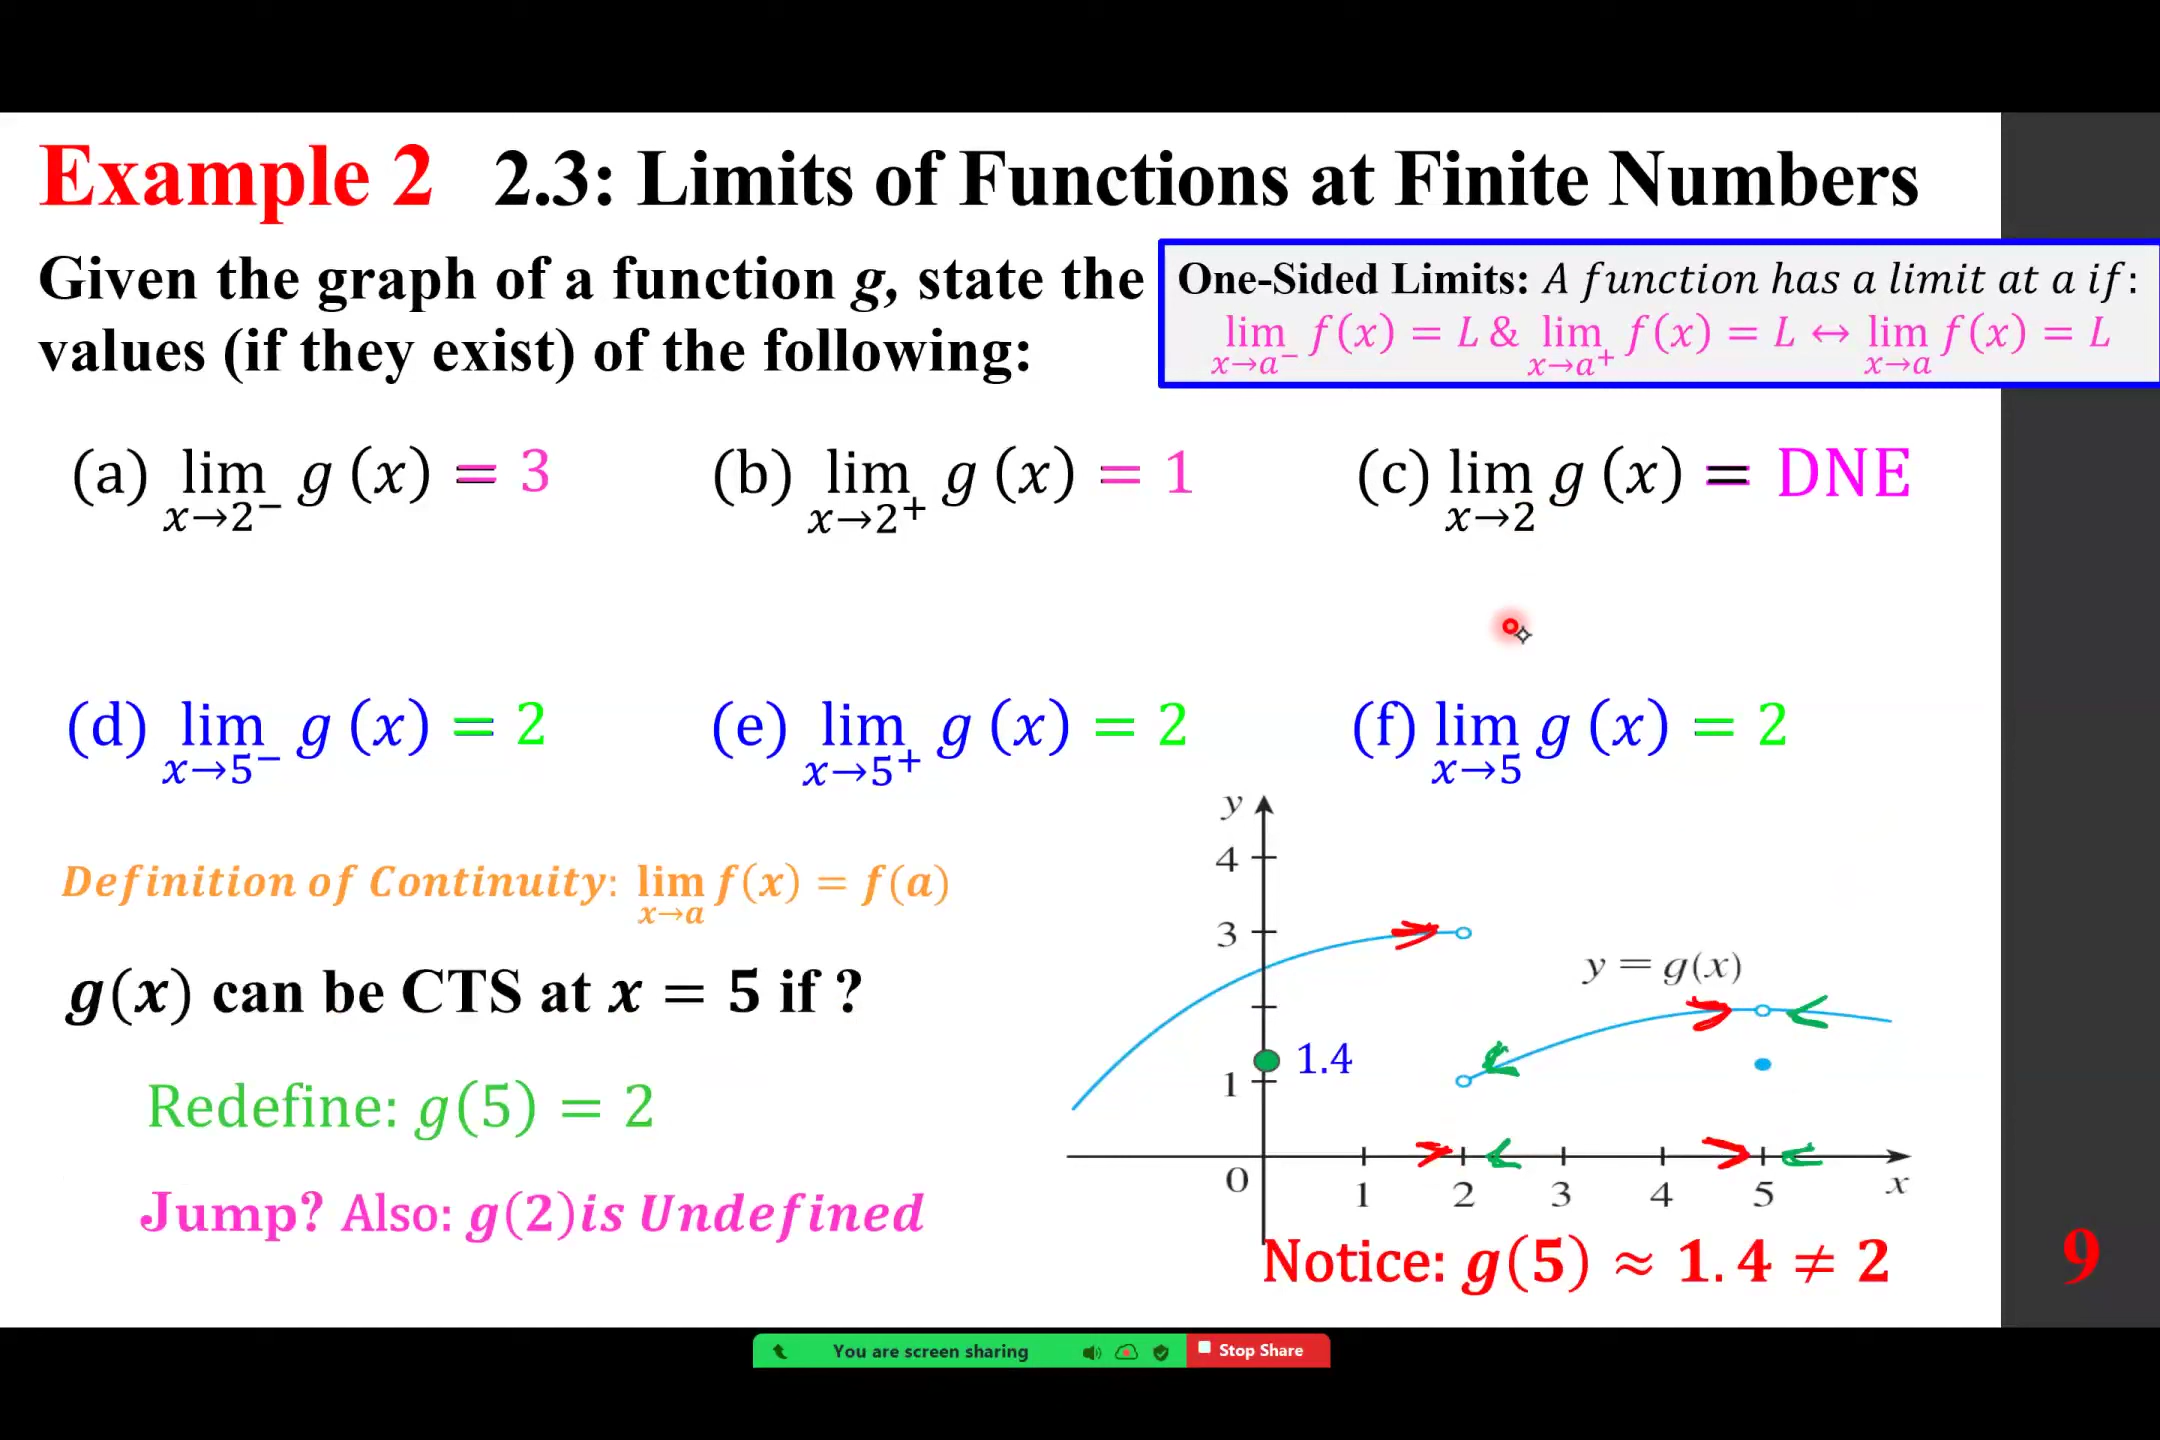 Example 2 2.3: Limits of Functions at Finite Numbers
Given the graph of a function g, state the
values (if they exist) of the following:
One-Sided Limits: A function has a limit at a if:
lim x→a⁻ f(x) = L & lim x→a⁺ f(x) = L ↔ lim x→a f(x) = L
(a) lim x→2⁻ g (x) = 3
(b) lim x→2⁺ g (x) = 1
(c) lim x→2 g (x) = DNE
(d) lim x→5⁻ g (x) = 2
(e) lim x→5⁺ g (x) = 2
(f) lim x→5 g (x) = 2
Definition of Continuity: lim x→a f(x) = f(a)
g(x) can be CTS at x = 5 if ?
Redefine: g(5) = 2
Jump? Also: g(2)is Undefined
y
4
3
y = g(x)
1.4
1
0 1 2 3 4 5 x
Notice: g(5) ≈ 1.4 ≠ 2
9
You are screen sharing
Stop Share